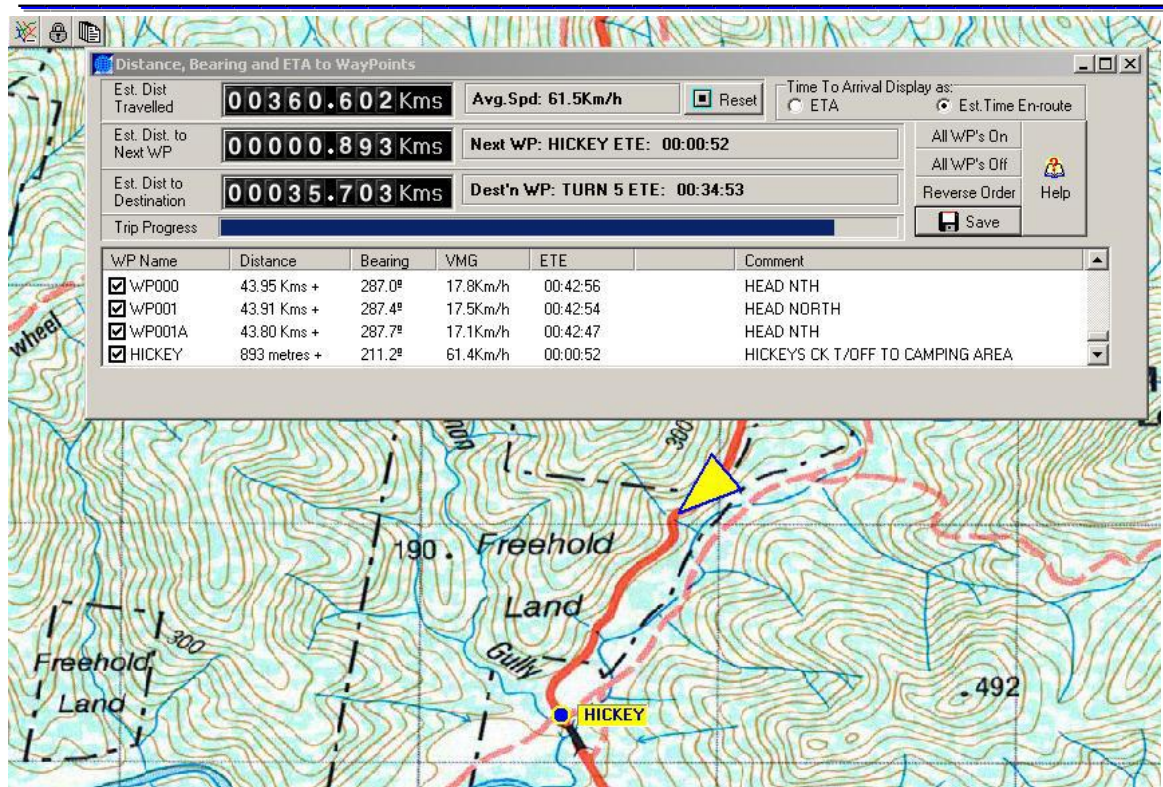 Distance, Bearing and ETA to WayPoints
Est. Dist Travelled
00360.602 Kms
Avg.Spd: 61.5Km/h
Reset
Time To Arrival Display as:
ETA
Est.Time En-route
Est. Dist. to Next WP
00000.893 Kms
Next WP: HICKEY ETE: 00:00:52
All WP's On
All WP's Off
Est. Dist to Destination
00035.703 Kms
Dest'n WP: TURN 5 ETE: 00:34:53
Reverse Order
Help
Trip Progress
Save
WP Name Distance Bearing VMG ETE Comment
WP000 43.95 Kms + 287.0º 17.8Km/h 00:42:56 HEAD NTH
WP001 43.91 Kms + 287.4º 17.5Km/h 00:42:54 HEAD NORTH
WP001A 43.80 Kms + 287.7º 17.1Km/h 00:42:47 HEAD NTH
HICKEY 893 metres + 211.2º 61.4Km/h 00:00:52 HICKEYS CK T/OFF TO CAMPING AREA
wheel
300
190
Freehold
Land
300
Freehold
Land
Gully
492
HICKEY